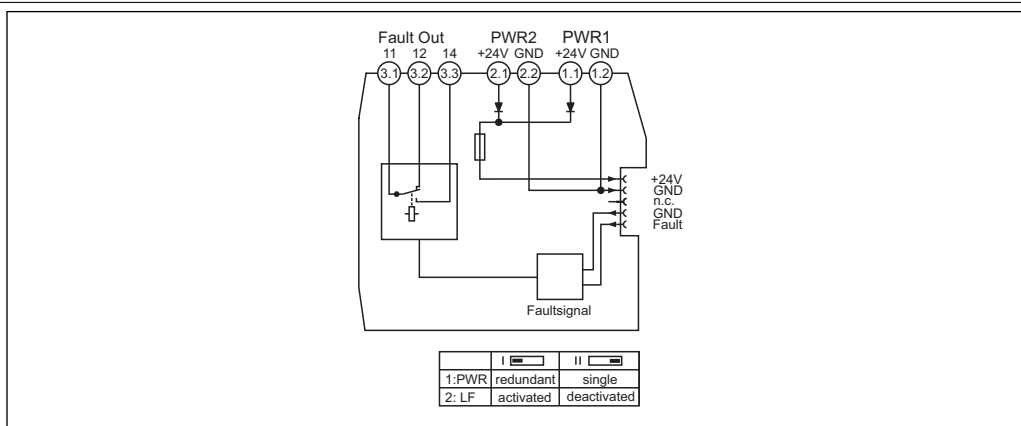 Fault Out PWR2 PWR1
11 12 14 +24V GND +24V GND
3.1 3.2 3.3 2.1 2.2 1.1 1.2
+24V
GND
n.c.
GND
Fault
Faultsignal
I II
1:PWR redundant single
2: LF activated deactivated